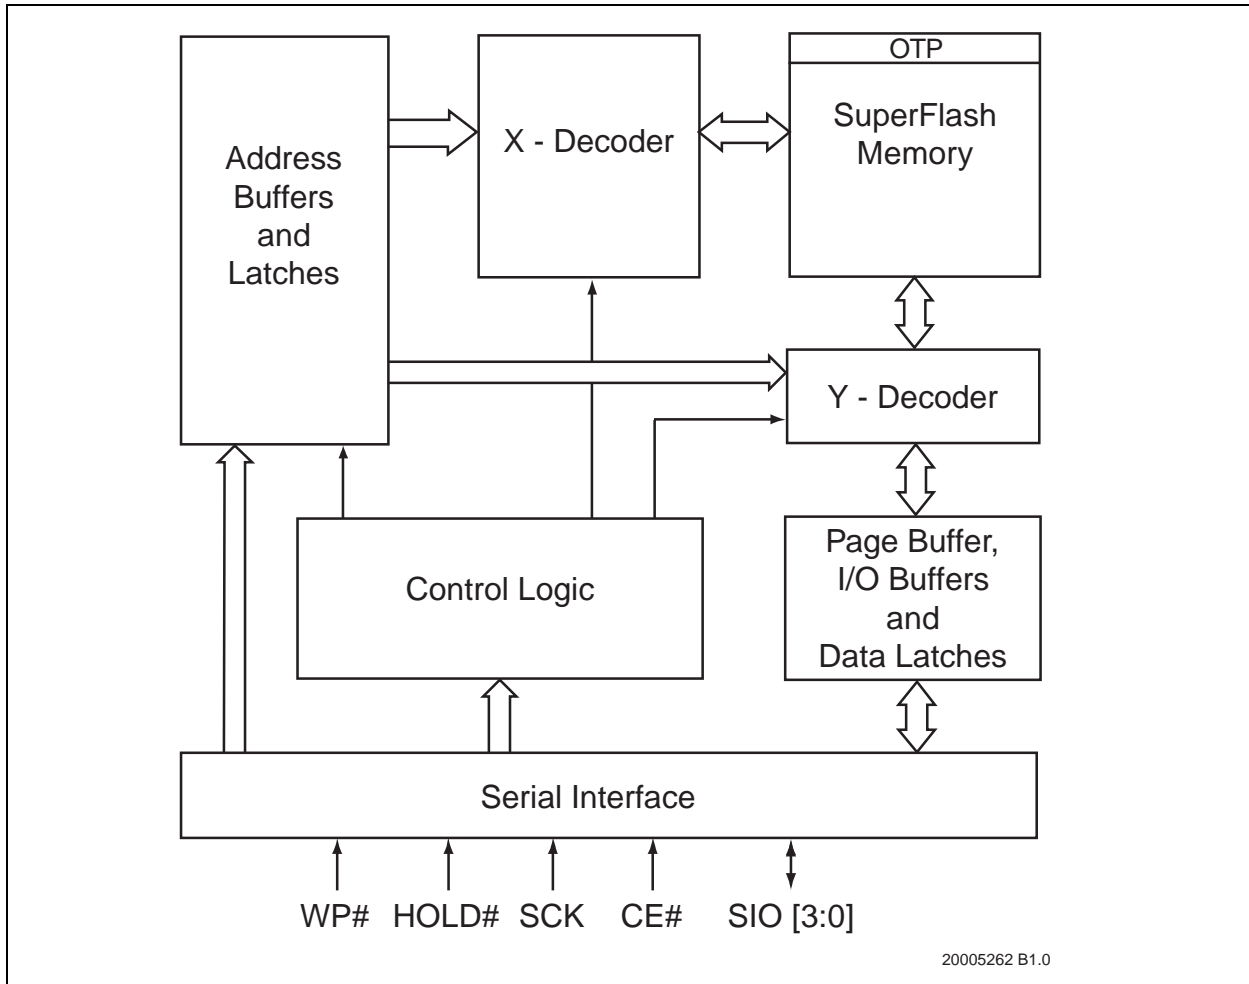 Address
Buffers
and
Latches
X - Decoder
OTP
SuperFlash
Memory
Y - Decoder
Control Logic
Page Buffer,
I/O Buffers
and
Data Latches
Serial Interface
WP# HOLD# SCK CE# SIO [3:0]
20005262 B1.0